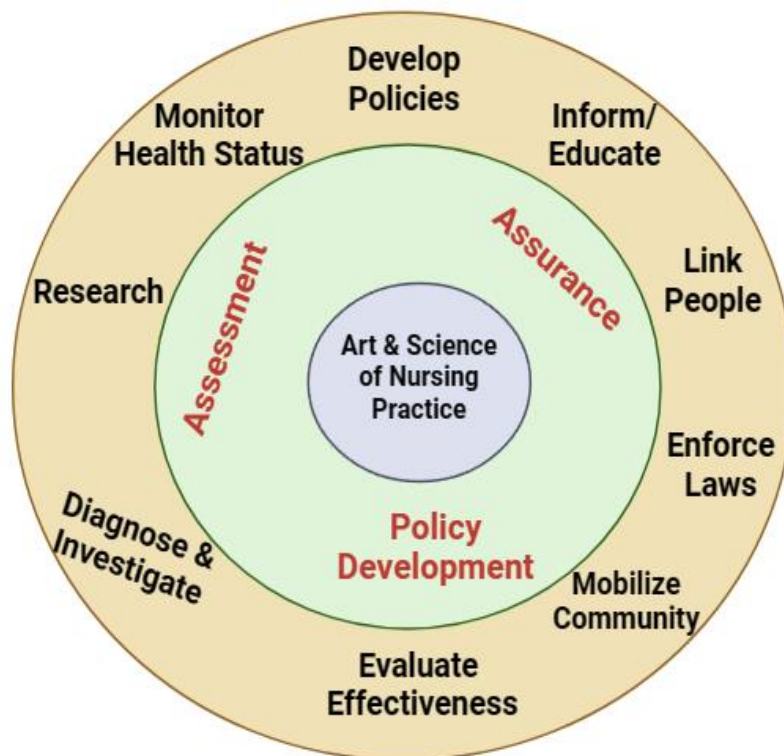 Develop
Policies
Monitor
Health Status
Inform/
Educate
Research
Link
People
Assessment
Assurance
Art & Science
of Nursing
Practice
Enforce
Laws
Diagnose &
Investigate
Policy
Development
Mobilize
Community
Evaluate
Effectiveness